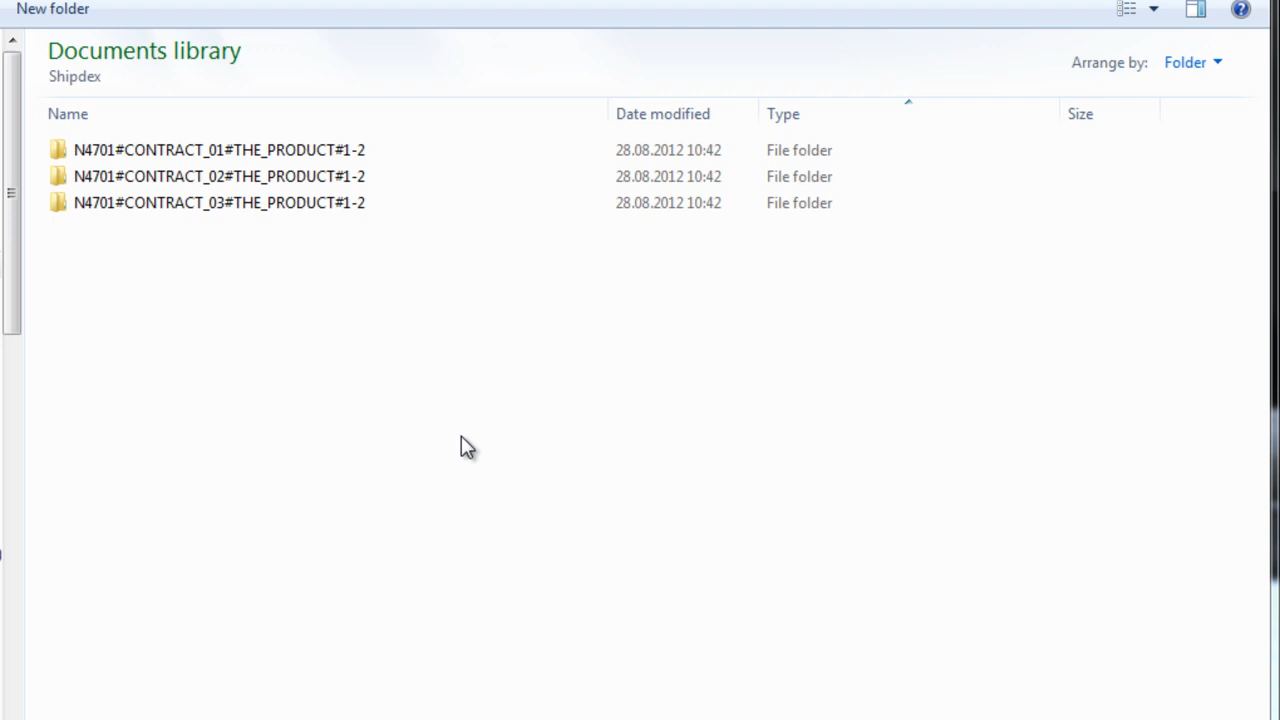 New folder
Documents library
Shipdex
Arrange by: Folder
Name Date modified Type Size
N4701#CONTRACT_01#THE_PRODUCT#1-2 28.08.2012 10:42 File folder
N4701#CONTRACT_02#THE_PRODUCT#1-2 28.08.2012 10:42 File folder
N4701#CONTRACT_03#THE_PRODUCT#1-2 28.08.2012 10:42 File folder